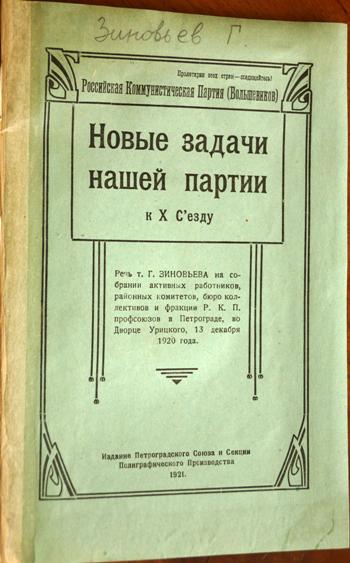 Зиновьев Г.
Пролетарии всех стран—соединяйтесь!
Российская Коммунистическая Партия (Большевиков)
Новые задачи
нашей партии
к X С'езду
Речь т. Г. ЗИНОВЬЕВА на со-
брании активных работников,
районных комитетов, бюро кол-
лективов и фракции Р. К. П.
профсоюзов в Петрограде, во
Дворце Урицкого, 13 декабря
1920 года.
Издание Петроградского Союза и Секции
Полиграфического Производства
1921.